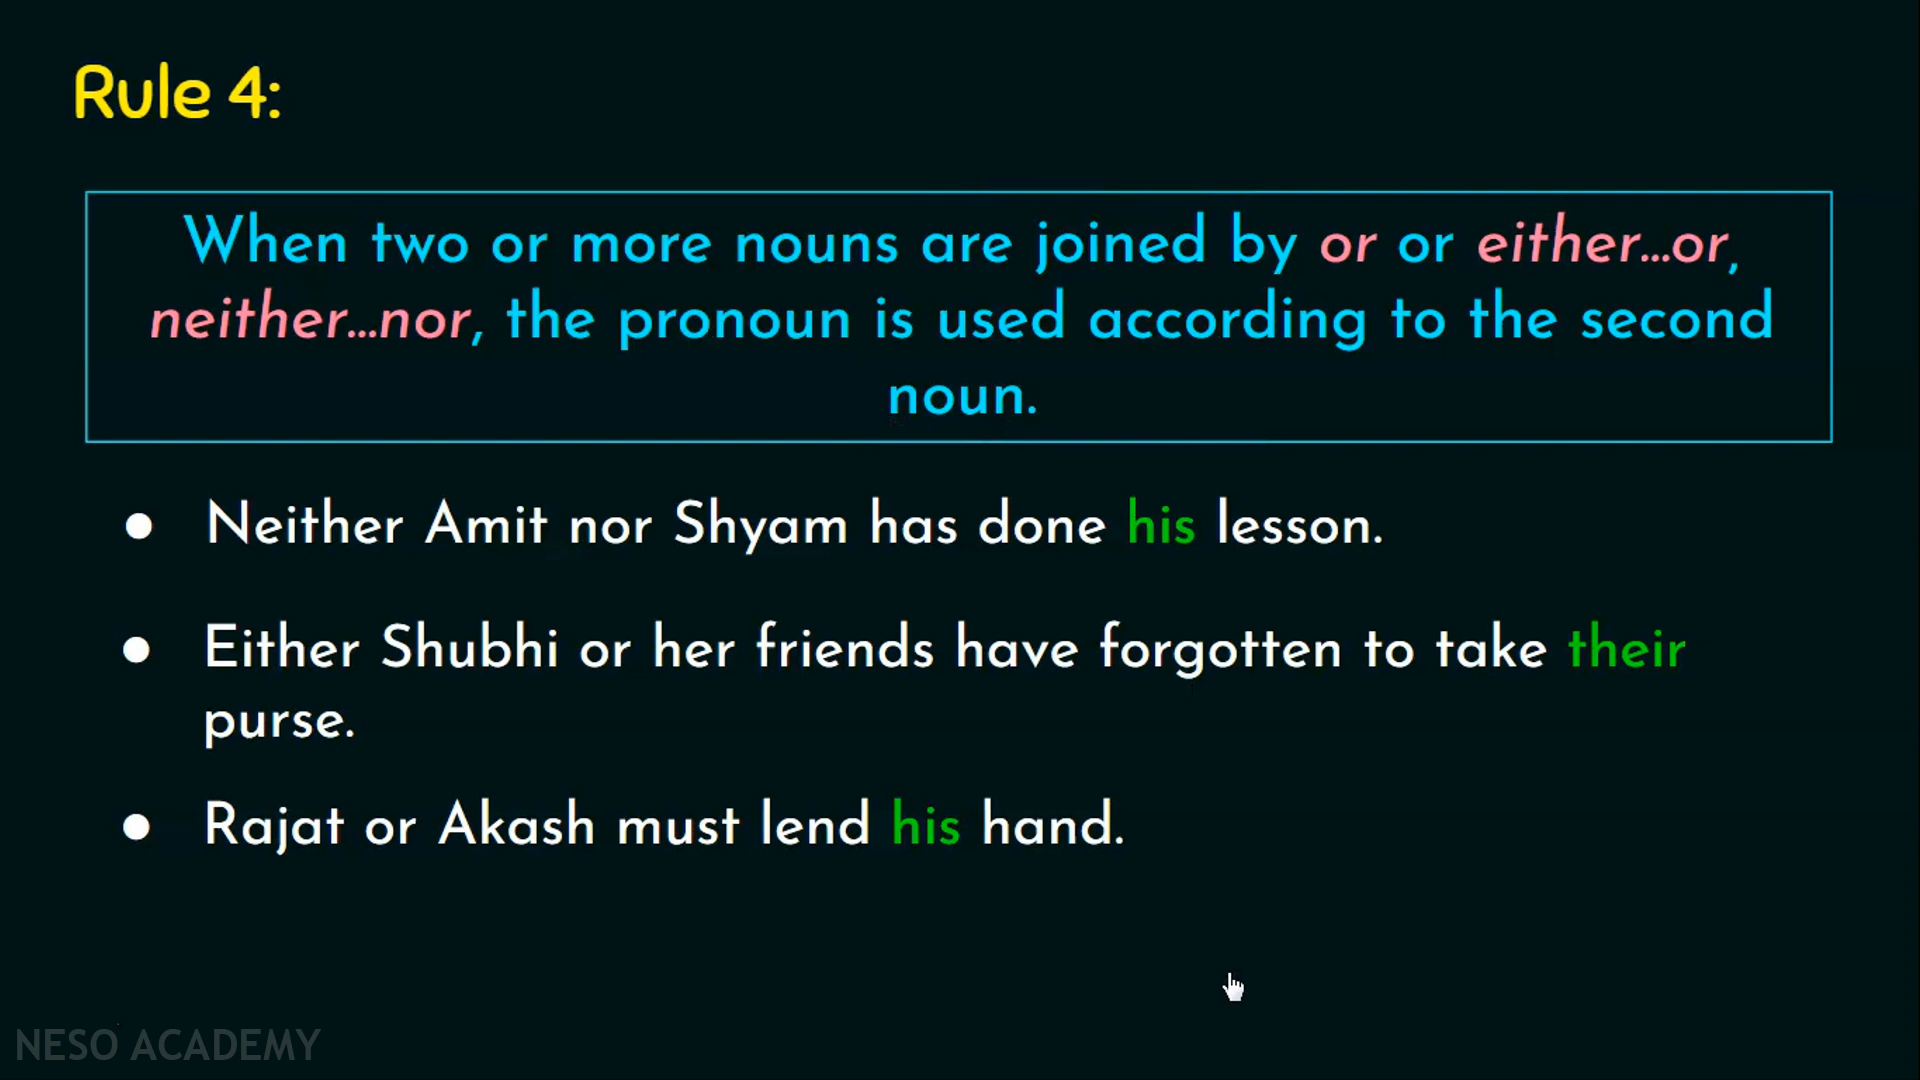 Rule 4:
When two or more nouns are joined by or or either...or,
neither...nor, the pronoun is used according to the second
noun.
● Neither Amit nor Shyam has done his lesson.
● Either Shubhi or her friends have forgotten to take their
purse.
● Rajat or Akash must lend his hand.
NESO ACADEMY